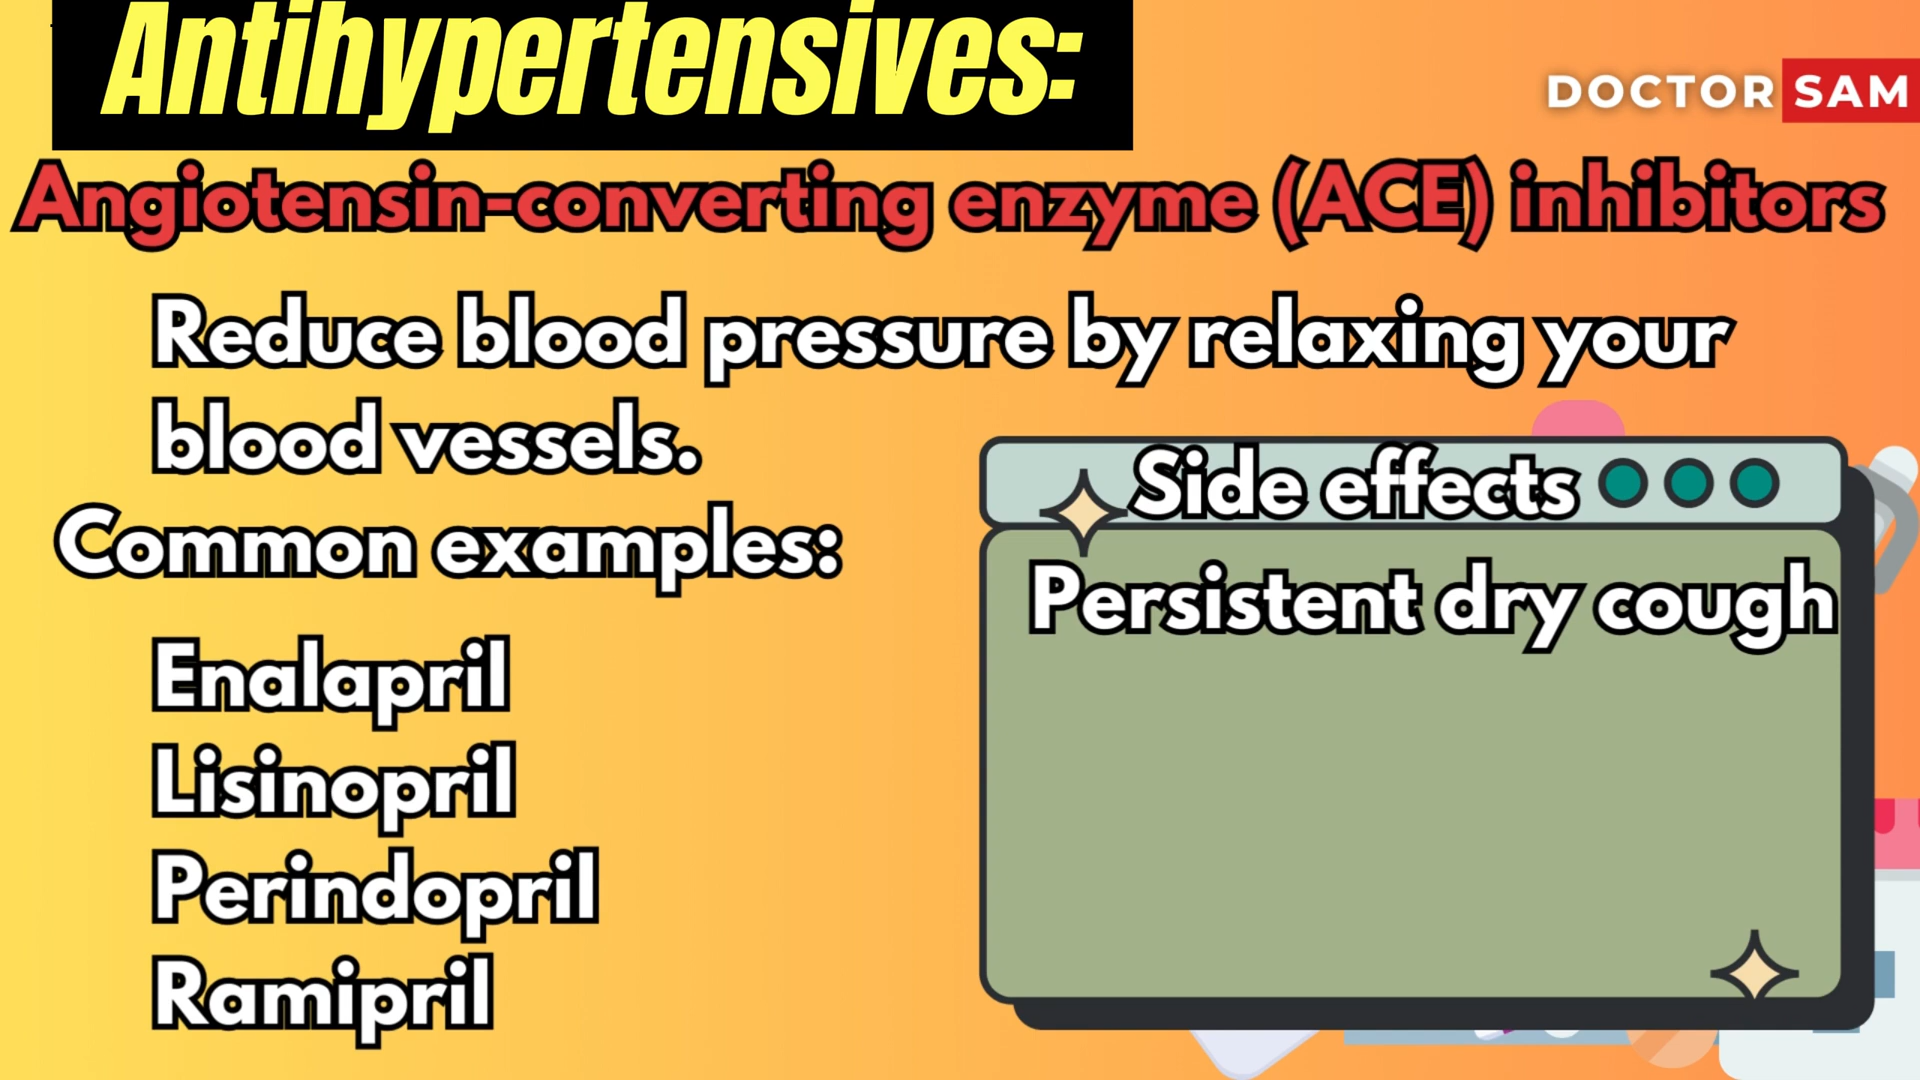 Antihypertensives:
DOCTOR SAM
Angiotensin-converting enzyme (ACE) inhibitors
Reduce blood pressure by relaxing your
blood vessels.
Common examples:
Enalapril
Lisinopril
Perindopril
Ramipril
Side effects
Persistent dry cough